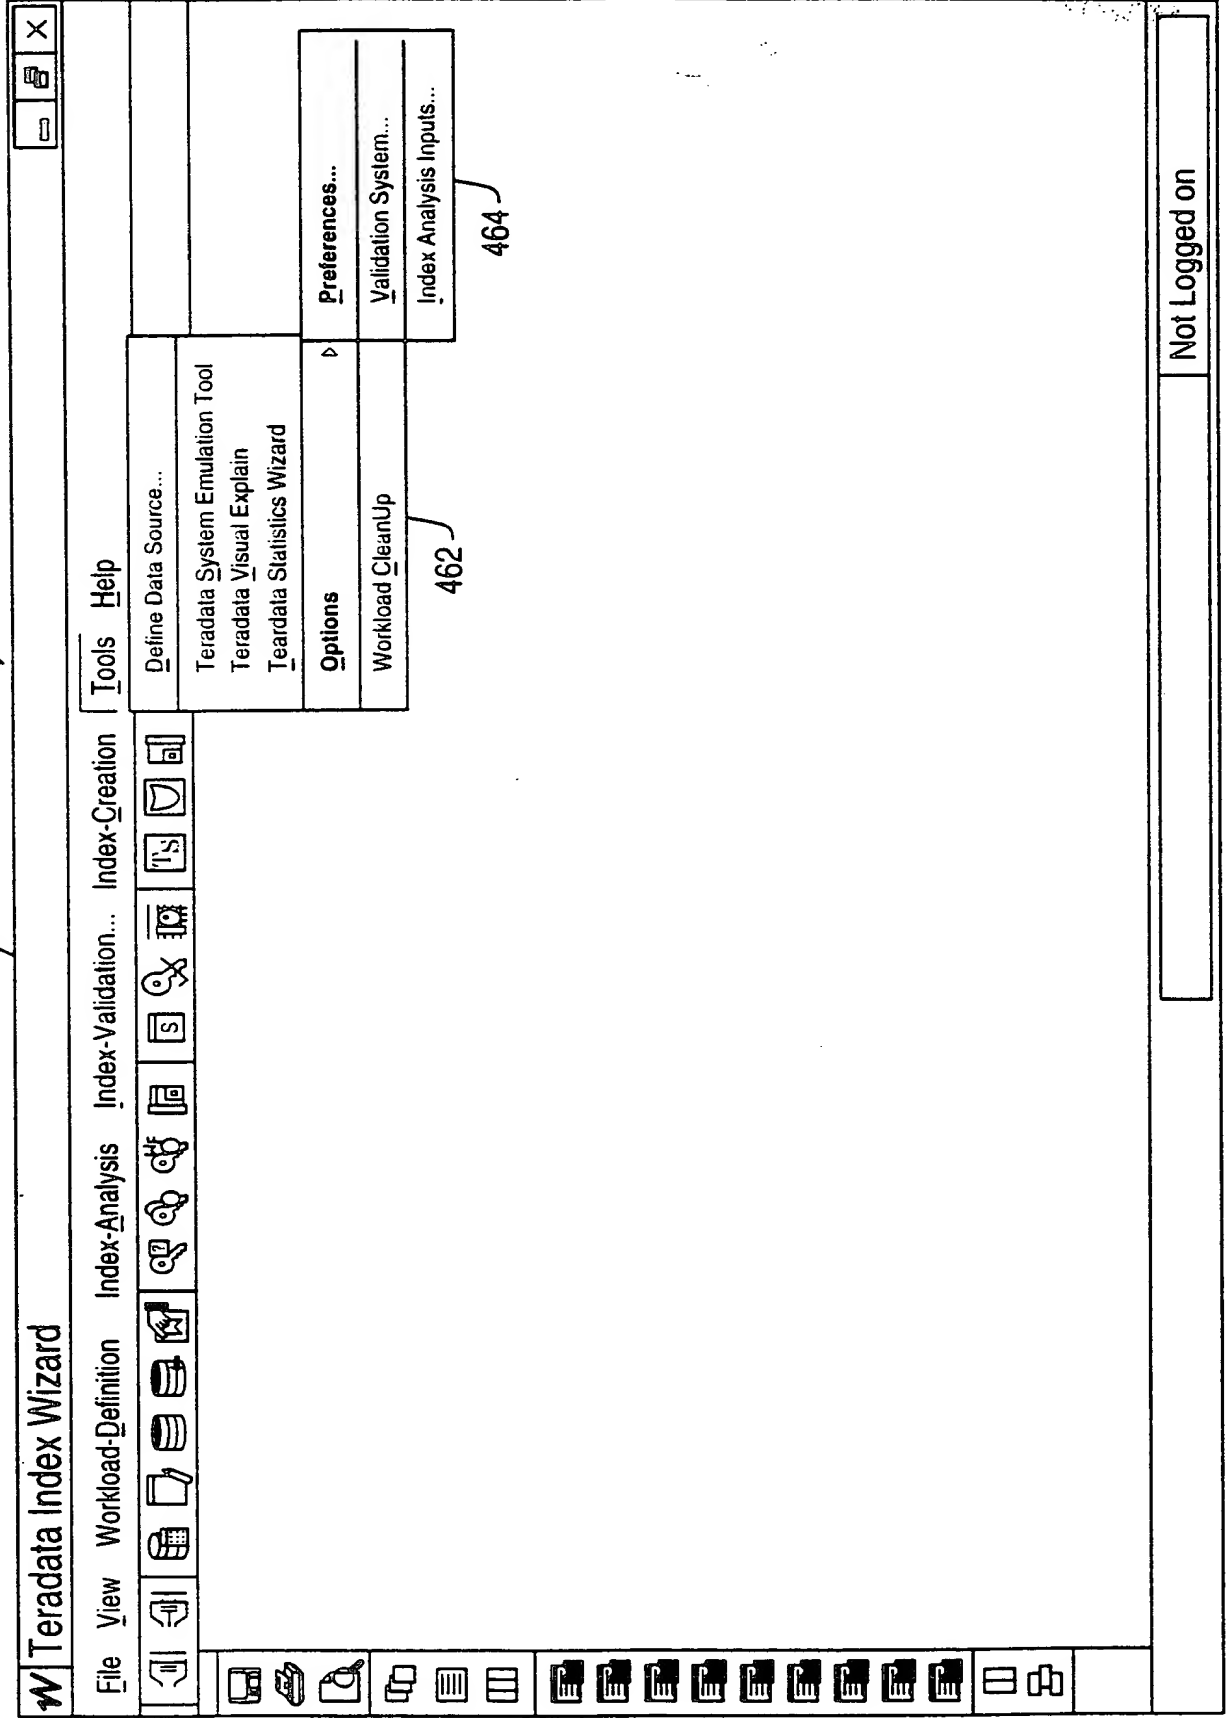 W Teradata Index Wizard
File View Workload-Definition Index-Analysis Index-Validation... Index-Creation Tools Help
Define Data Source...
Teradata System Emulation Tool
Teradata Visual Explain
Teardata Statistics Wizard
Options
Workload CleanUp
462
Preferences...
Validation System...
Index Analysis Inputs...
464
WF
S
Ts
Not Logged on